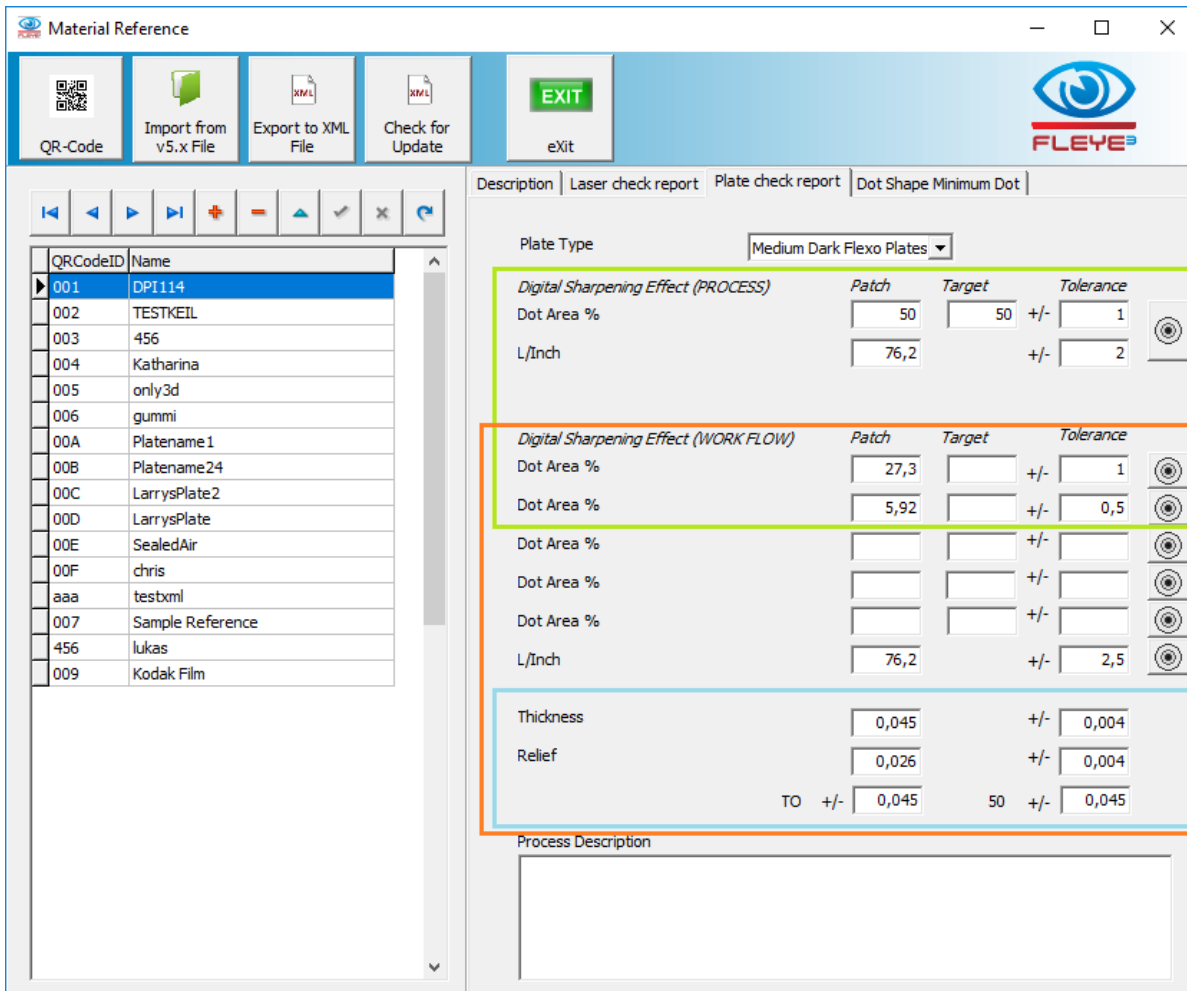 Material Reference
QR-Code
Import from
v5.x File
XML
Export to XML
File
XML
Check for
Update
EXIT
eXit
FLEYE³
Description Laser check report Plate check report Dot Shape Minimum Dot
QRCodeID Name
001 DPI114
002 TESTKEIL
003 456
004 Katharina
005 only3d
006 gummi
00A Platename1
00B Platename24
00C LarrysPlate2
00D LarrysPlate
00E SealedAir
00F chris
aaa testxml
007 Sample Reference
456 lukas
009 Kodak Film
Plate Type Medium Dark Flexo Plates
Digital Sharpening Effect (PROCESS) Patch Target Tolerance
Dot Area % 50 50 +/- 1
L/Inch 76,2 +/- 2
Digital Sharpening Effect (WORK FLOW) Patch Target Tolerance
Dot Area % 27,3 +/- 1
Dot Area % 5,92 +/- 0,5
Dot Area % +/-
Dot Area % +/-
Dot Area % +/-
L/Inch 76,2 +/- 2,5
Thickness 0,045 +/- 0,004
Relief 0,026 +/- 0,004
TO +/- 0,045 50 +/- 0,045
Process Description